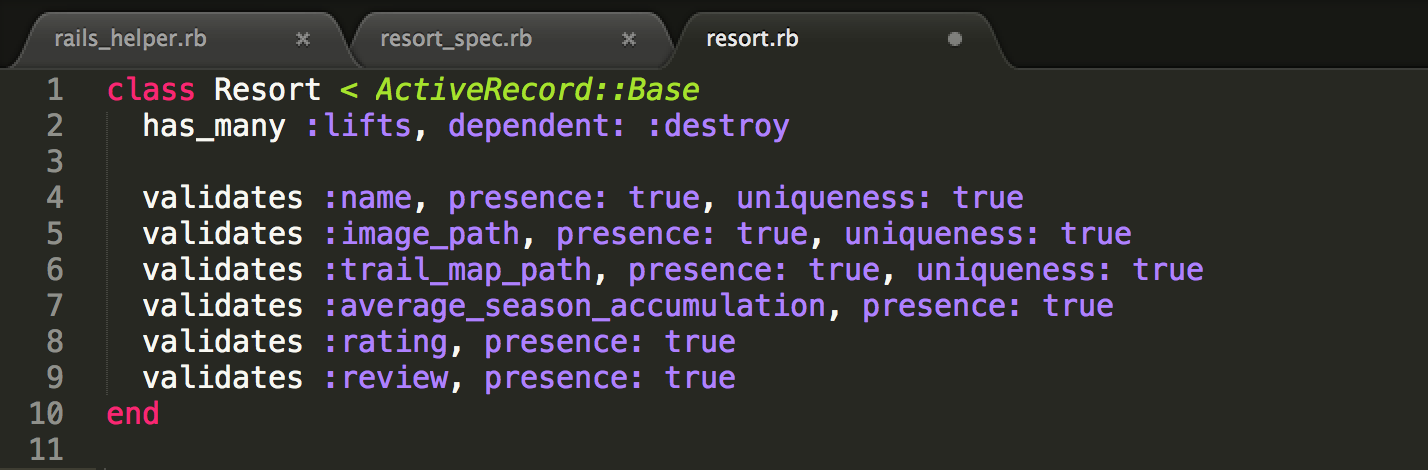 rails_helper.rb × resort_spec.rb × resort.rb
1 class Resort < ActiveRecord::Base
2 has_many :lifts, dependent: :destroy
3
4 validates :name, presence: true, uniqueness: true
5 validates :image_path, presence: true, uniqueness: true
6 validates :trail_map_path, presence: true, uniqueness: true
7 validates :average_season_accumulation, presence: true
8 validates :rating, presence: true
9 validates :review, presence: true
10 end
11